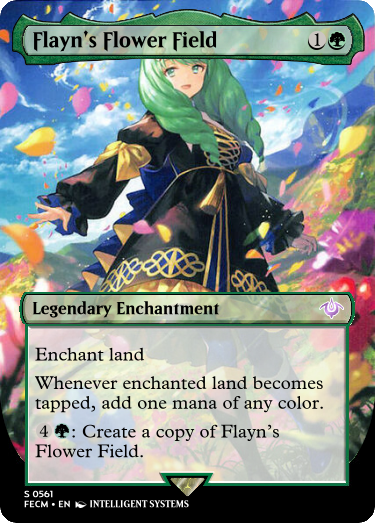 Flayn's Flower Field 1
Legendary Enchantment
Enchant land
Whenever enchanted land becomes
tapped, add one mana of any color.
4 : Create a copy of Flayn's
Flower Field.
S 0561
FECM • EN INTELLIGENT SYSTEMS